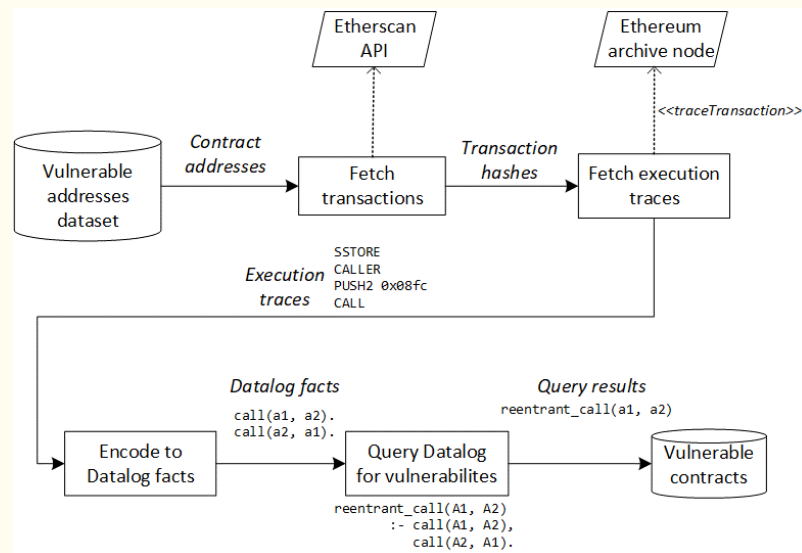 Etherscan
API
Ethereum
archive node
<<traceTransaction>>
Vulnerable
addresses
dataset
Contract
addresses
Fetch
transactions
Transaction
hashes
Fetch execution
traces
Execution
traces
SSTORE
CALLER
PUSH2 0x08fc
CALL
Encode to
Datalog facts
Datalog facts
call(a1, a2).
call(a2, a1).
Query Datalog
for vulnerabilites
reentrant_call(A1, A2)
:- call(A1, A2),
call(A2, A1).
Query results
reentrant_call(a1, a2)
Vulnerable
contracts